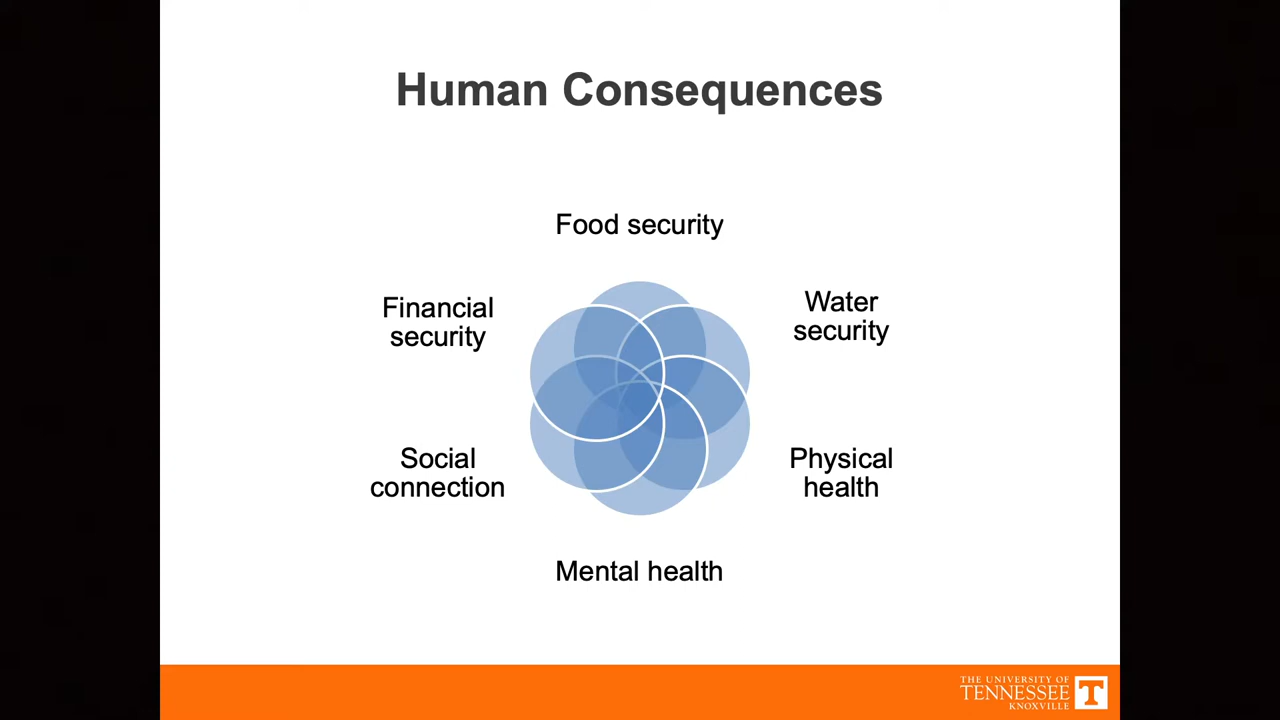 Human Consequences
Food security
Financial
security
Water
security
Social
connection
Physical
health
Mental health
THE UNIVERSITY OF
TENNESSEE
KNOXVILLE
T